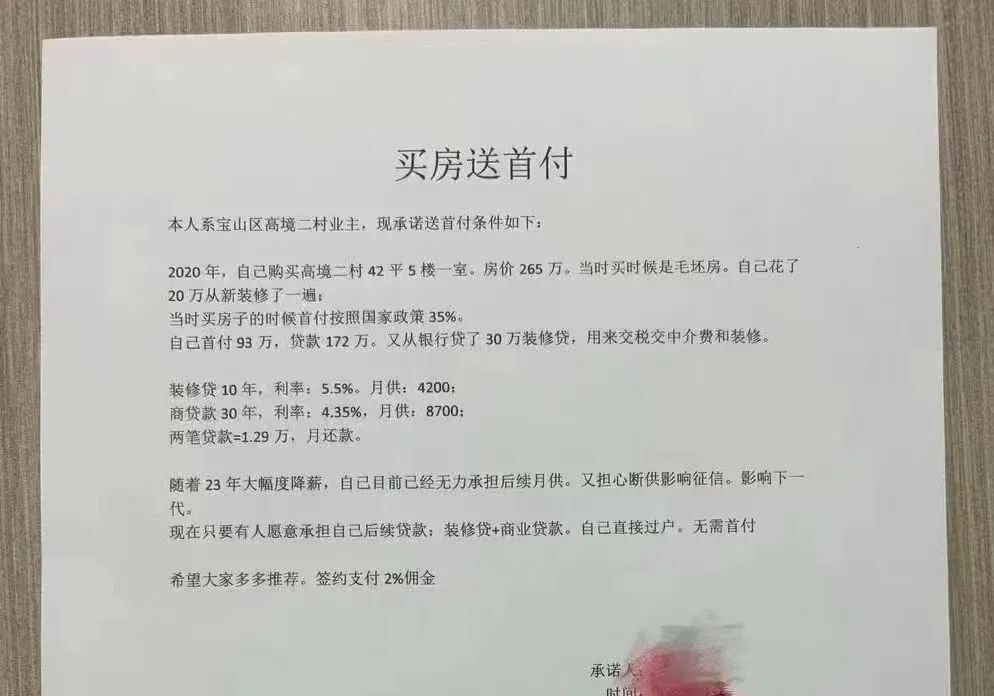 买房送首付
本人系宝山区高境二村业主，现承诺送首付条件如下：
2020 年，自己购买高境二村 42 平 5 楼一室。房价 265 万。当时买时候是毛坯房。自己花了
20 万从新装修了一遍；
当时买房子的时候首付按照国家政策 35%。
自己首付 93 万，贷款 172 万。又从银行贷了 30 万装修贷，用来交税交中介费和装修。
装修贷 10 年，利率：5.5%。月供：4200；
商贷款 30 年，利率：4.35%，月供：8700；
两笔贷款=1.29 万，月还款。
随着 23 年大幅度降薪，自己目前已经无力承担后续月供。又担心断供影响征信。影响下一
代。
现在只要有人愿意承担自己后续贷款：装修贷+商业贷款。自己直接过户。无需首付
希望大家多多推荐。签约支付 2%佣金
承诺人：
时间：